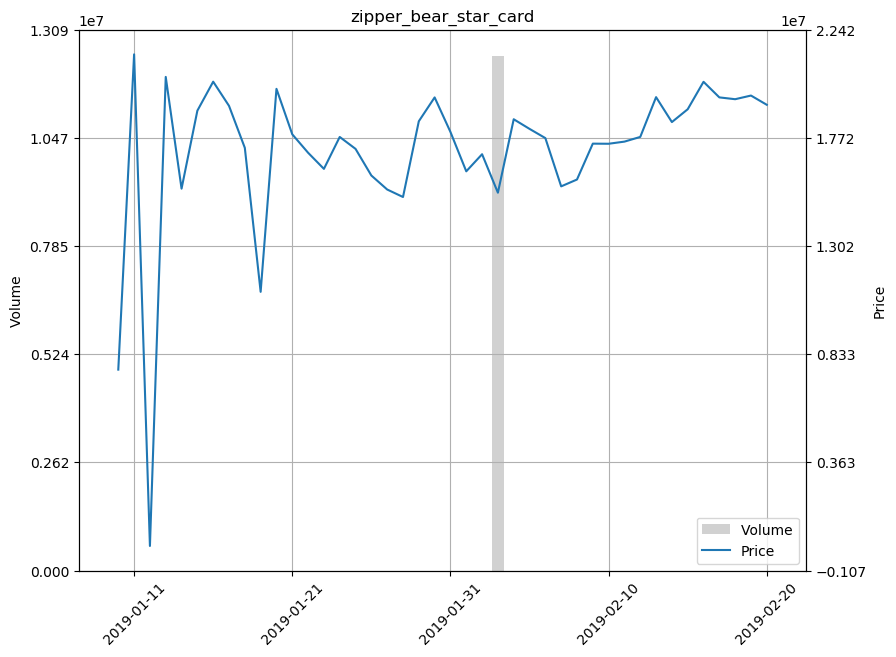 zipper_bear_star_card
1e7
1e7
1.309
1.047
0.785
0.524
0.262
0.000
Volume
2.242
1.772
1.302
0.833
0.363
−0.107
Price
Volume
Price
2019-01-11
2019-01-21
2019-01-31
2019-02-10
2019-02-20